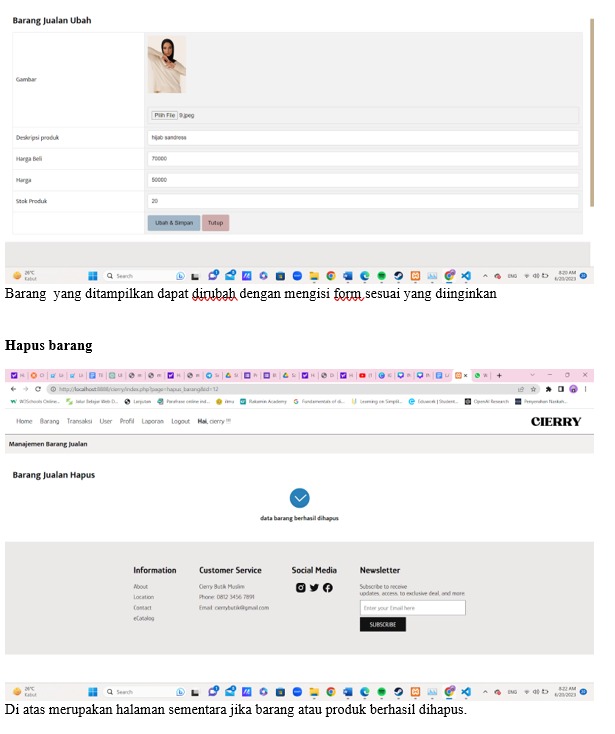 Barang Jualan Ubah
Gambar
Pilih File 9.jpeg
Deskripsi produk hijab sandress
Harga Beli 70000
Harga 50000
Stok Produk 20
Ubah & Simpan Tutup
26°C Search ENG 8:20 AM
Kabut 6/20/2023
Barang yang ditampilkan dapat dirubah dengan mengisi form sesuai yang diinginkan
Hapus barang
http://localhost:8888/cierry/index.php?page=hapus_barang&id=12
W3Schools Online... Jalur Belajar Web D... Lanjutan Parafrase online ind... dimu Rakamin Academy Fundamentals of di... Learning on Simpli... Edusends | Student... OpenAI Research
Home Barang Transaksi User Profil Laporan Logout Hai, cierry !!! CIERRY
Manajemen Barang Jualan
Barang Jualan Hapus
data barang berhasil dihapus
Information Customer Service Social Media Newsletter
About Cierry Butik Muslim Subscribe to receive
Location Phone: 0812 3456 7891 updates, access, to exclusive deal, and more.
Contact Email: cierrybutik@gmail.com Enter your Email here
eCatalog SUBSCRIBE
26°C Search ENG 8:22 AM
Kabut 6/20/2023
Di atas merupakan halaman sementara jika barang atau produk berhasil dihapus.